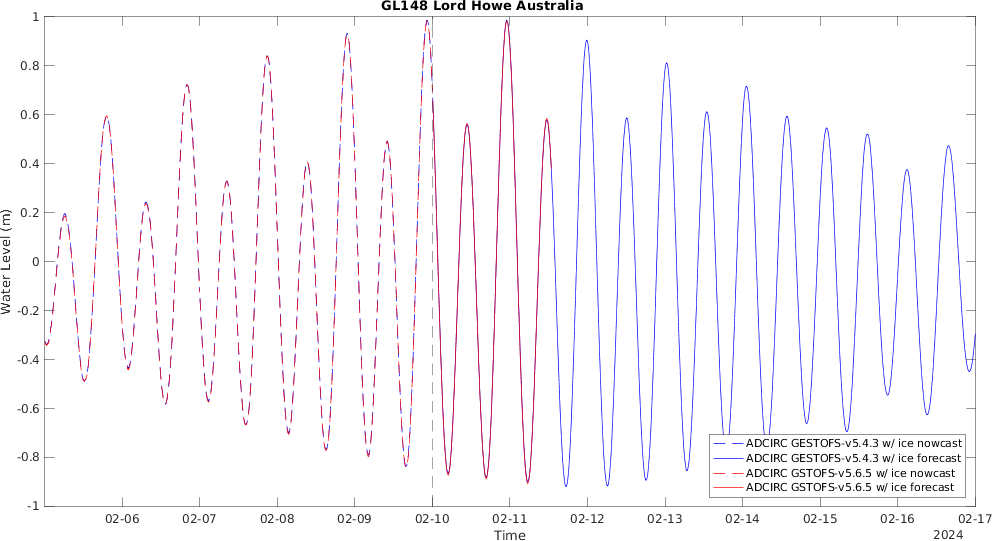 GL148 Lord Howe Australia
1
0.8
0.6
0.4
0.2
0
-0.2
-0.4
-0.6
-0.8
-1
Water Level (m)
ADCIRC GESTOFS-v5.4.3 w/ ice nowcast
ADCIRC GESTOFS-v5.4.3 w/ ice forecast
ADCIRC GSTOFS-v5.6.5 w/ ice nowcast
ADCIRC GSTOFS-v5.6.5 w/ ice forecast
02-06 02-07 02-08 02-09 02-10 02-11 02-12 02-13 02-14 02-15 02-16 02-17
Time 2024